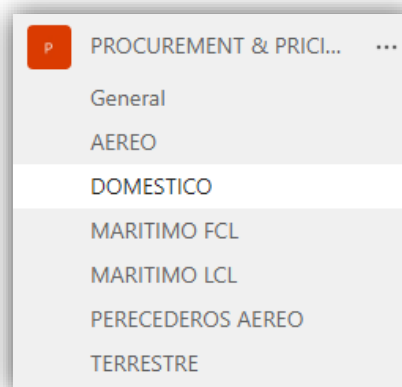 P PROCUREMENT & PRICI... ...
General
AEREO
DOMESTICO
MARITIMO FCL
MARITIMO LCL
PERECEDEROS AEREO
TERRESTRE